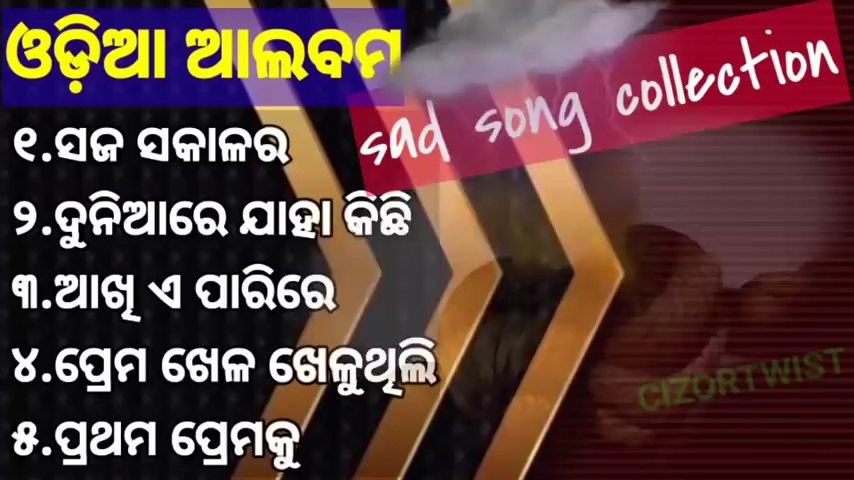 ଓଡ଼ିଆ ଆଲବମ
sad song collection
୧.ସଜ ସକାଳର
୨.ଦୁନିଆରେ ଯାହା କିଛି
୩.ଆଖି ଏ ପାରିରେ
୪.ପ୍ରେମ ଖେଳ ଖେଳୁଥିଲି
୫.ପ୍ରଥମ ପ୍ରେମକୁ
CIZORTWIST